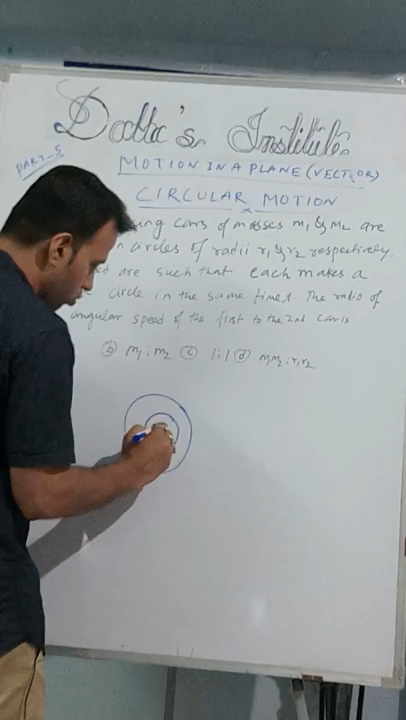 Datta's Institute
PART-5
MOTION IN A PLANE (VECTOR)
CIRCULAR MOTION
cars of masses m₁ & m₂ are
circles of radii r₁ & r₂ respectively.
are such that each makes a
circle in the same time t. The ratio of
angular speed of the first to the 2nd car is
(b) m₁ : m₂ (c) 1:1 (d) m₁m₂ : r₁r₂